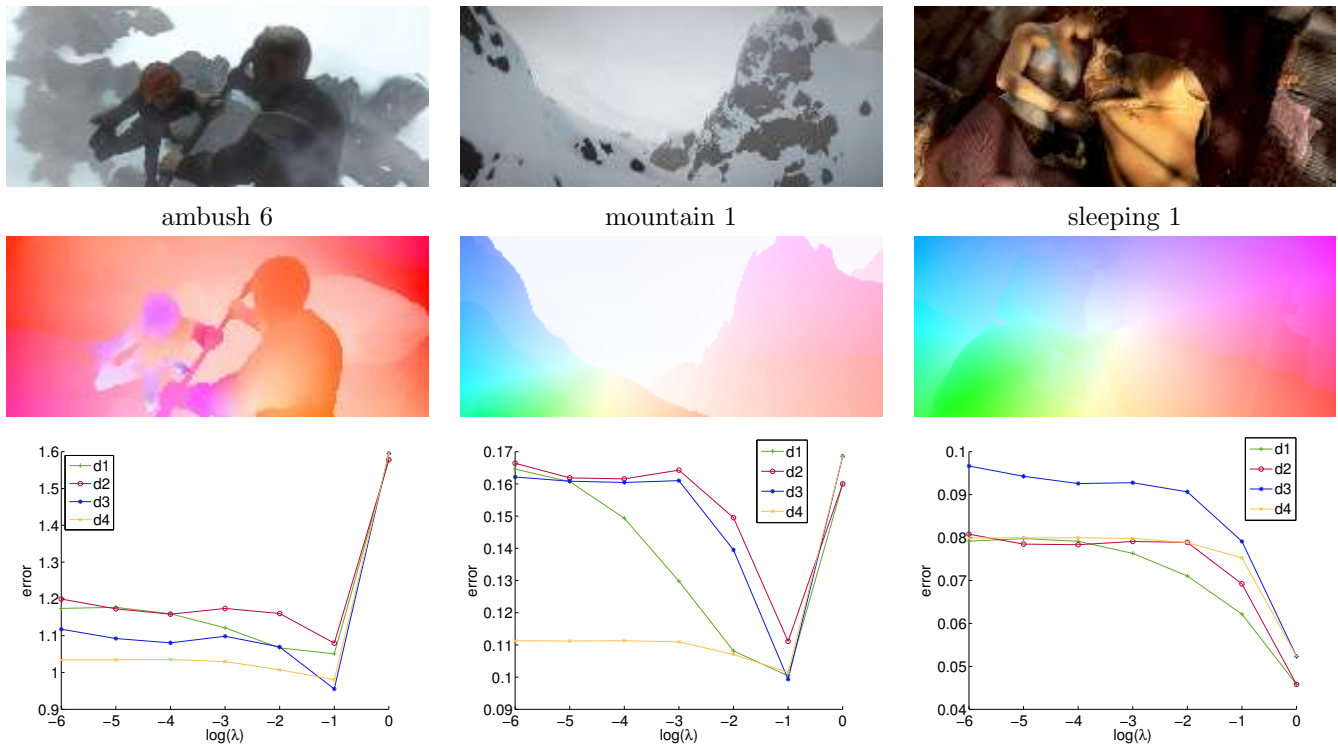 ambush 6
mountain 1
sleeping 1
1.6
1.5
1.4
1.3
1.2
1.1
1
0.9
error
d1
d2
d3
d4
−6 −5 −4 −3 −2 −1 0
log(λ)
0.17
0.16
0.15
0.14
0.13
0.12
0.11
0.1
0.09
error
d1
d2
d3
d4
−6 −5 −4 −3 −2 −1 0
log(λ)
0.1
0.09
0.08
0.07
0.06
0.05
0.04
error
d1
d2
d3
d4
−6 −5 −4 −3 −2 −1 0
log(λ)